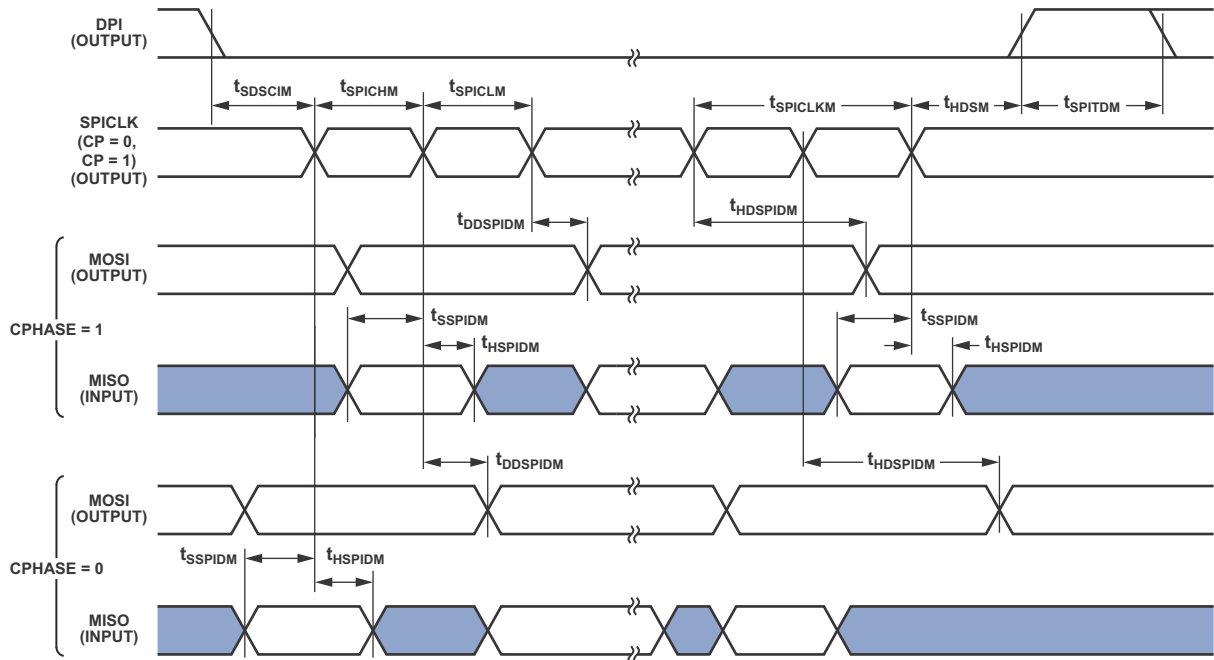 DPI
(OUTPUT)
tSDSCIM
tSPICHM
tSPICLM
tSPICLKM
tHDSM
tSPITDM
SPICLK
(CP = 0,
CP = 1)
(OUTPUT)
tDDSPIDM
tHDSPIDM
MOSI
(OUTPUT)
CPHASE = 1
tSSPIDM
tHSPIDM
tSSPIDM
tHSPIDM
MISO
(INPUT)
tDDSPIDM
tHDSPIDM
MOSI
(OUTPUT)
CPHASE = 0
tSSPIDM
tHSPIDM
MISO
(INPUT)